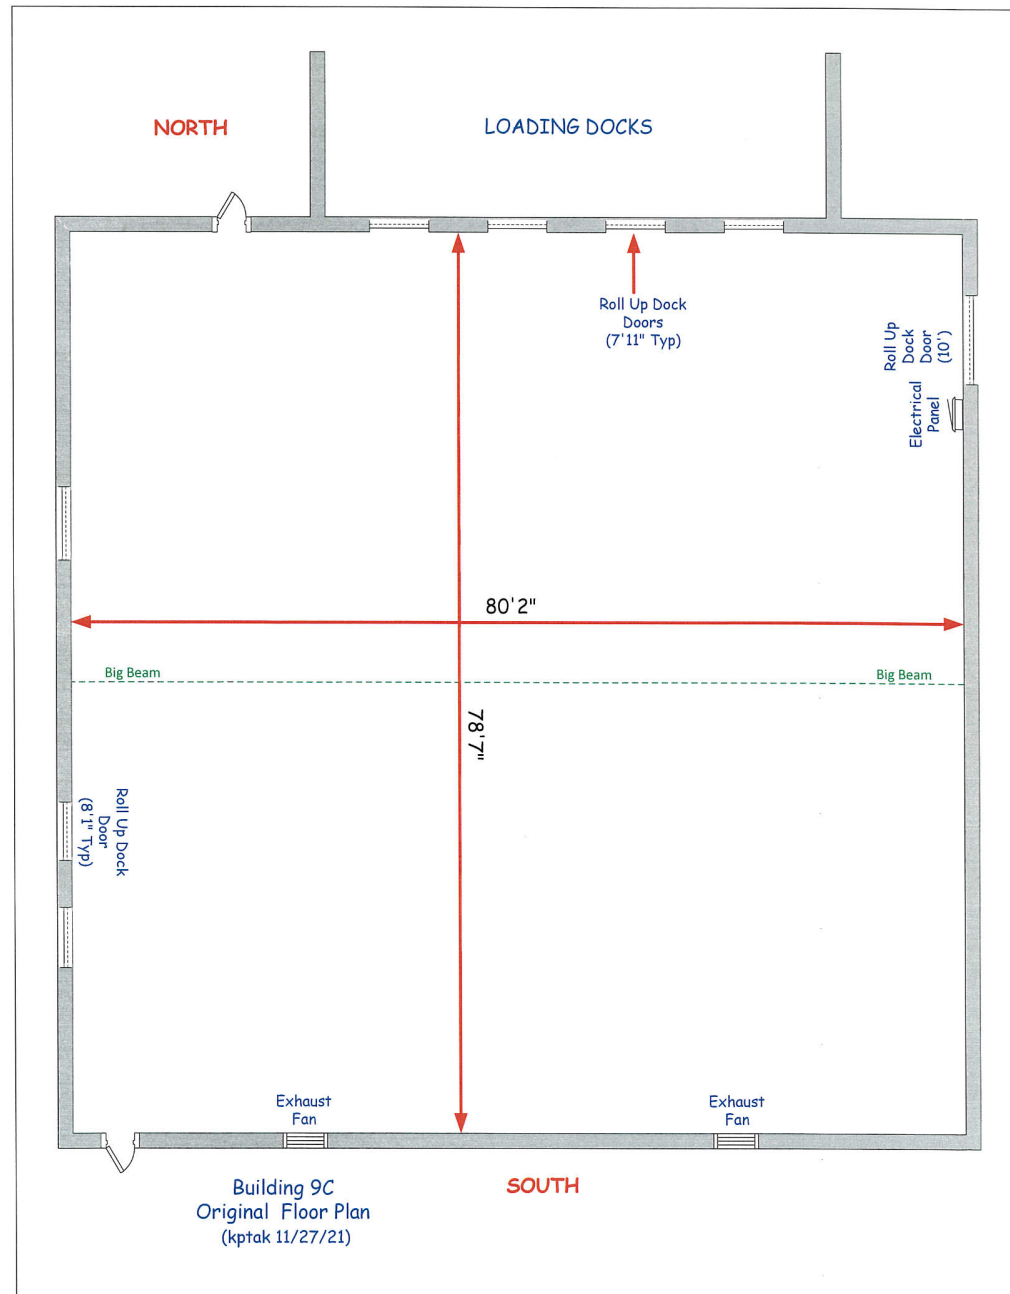 NORTH
LOADING DOCKS
Roll Up Dock
Doors
(7'11" Typ)
Roll Up
Dock
Door
(10')
Electrical
Panel
80'2"
Big Beam
Big Beam
78'7"
Roll Up Dock
Door
(8'1" Typ)
Exhaust
Fan
Exhaust
Fan
Building 9C
Original Floor Plan
(kptak 11/27/21)
SOUTH